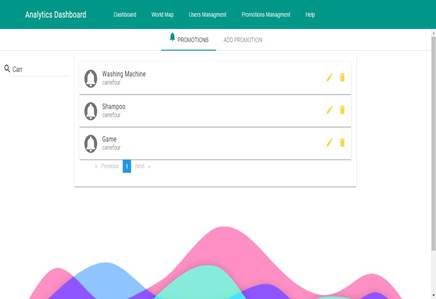 Analytics Dashboard Dashboard World Map Users Managment Promotions Managment Help
PROMOTIONS ADD PROMOTION
Carr
Washing Machine
carrefour
Shampoo
carrefour
Game
carrefour
« Previous 1 Next »